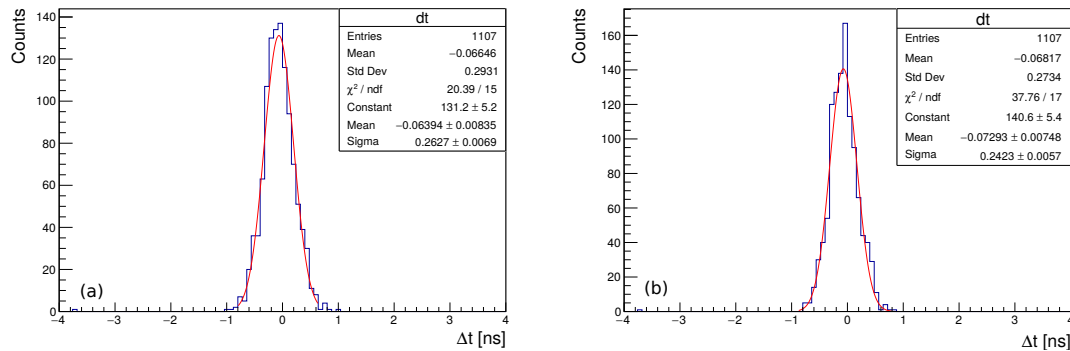 dt
Entries 1107
Mean −0.06646
Std Dev 0.2931
χ² / ndf 20.39 / 15
Constant 131.2 ± 5.2
Mean −0.06394 ± 0.00835
Sigma 0.2627 ± 0.0069
Counts
140
120
100
80
60
40
20
0
(a)
−4 −3 −2 −1 0 1 2 3 4
Δt [ns]
dt
Entries 1107
Mean −0.06817
Std Dev 0.2734
χ² / ndf 37.76 / 17
Constant 140.6 ± 5.4
Mean −0.07293 ± 0.00748
Sigma 0.2423 ± 0.0057
Counts
160
140
120
100
80
60
40
20
0
(b)
−4 −3 −2 −1 0 1 2 3 4
Δt [ns]